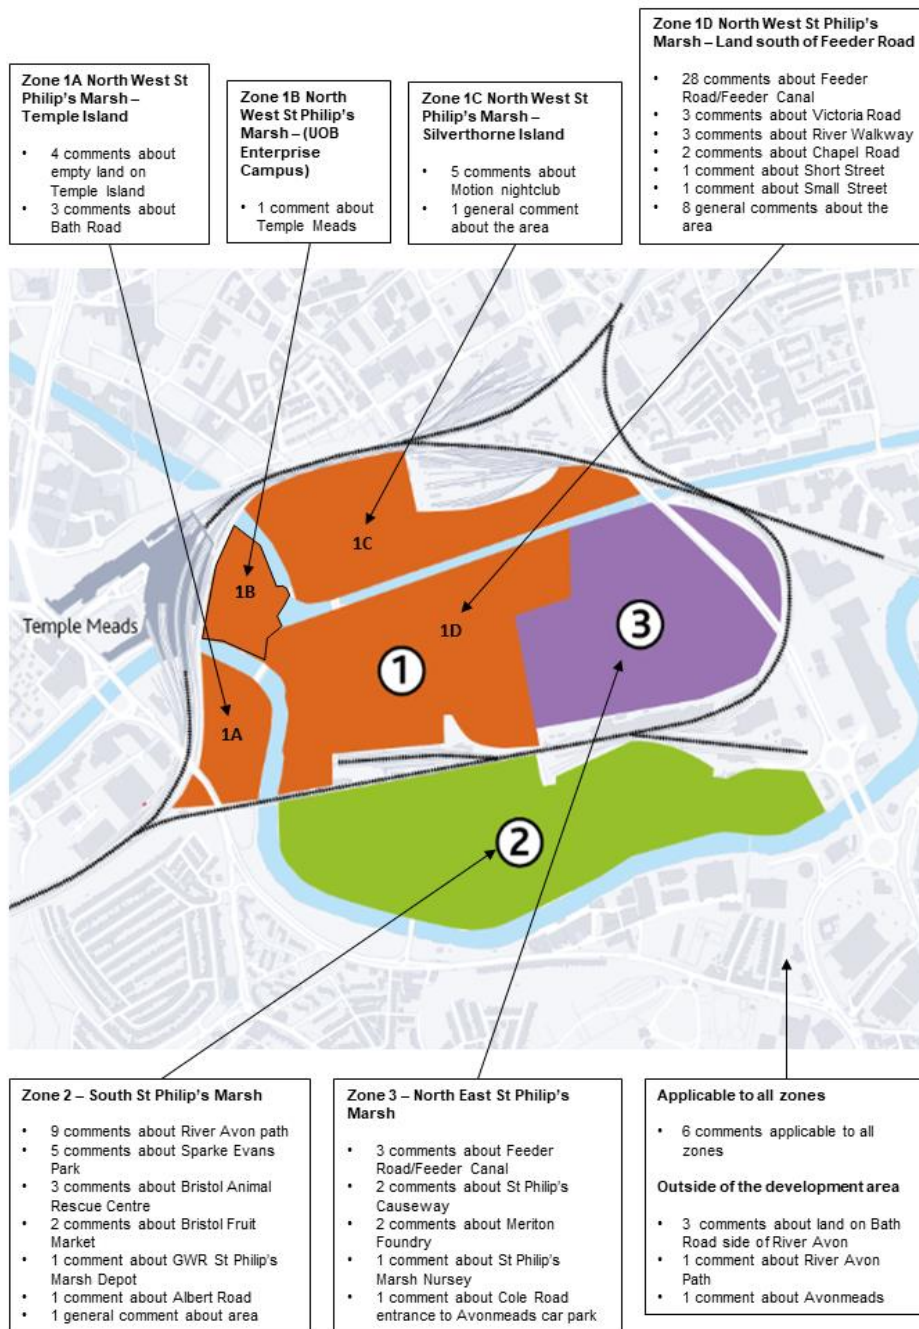 Zone 1A North West St
Philip's Marsh –
Temple Island
• 4 comments about
empty land on
Temple Island
• 3 comments about
Bath Road
Zone 1B North
West St Philip's
Marsh – (UOB
Enterprise
Campus)
• 1 comment about
Temple Meads
Zone 1C North West St
Philip's Marsh –
Silverthorne Island
• 5 comments about
Motion nightclub
• 1 general comment
about the area
Zone 1D North West St Philip's
Marsh – Land south of Feeder Road
• 28 comments about Feeder
Road/Feeder Canal
• 3 comments about Victoria Road
• 3 comments about River Walkway
• 2 comments about Chapel Road
• 1 comment about Short Street
• 1 comment about Small Street
• 8 general comments about the
area
1C
1B
1D
Temple Meads
3
1
1A
2
Zone 2 – South St Philip's Marsh
• 9 comments about River Avon path
• 5 comments about Sparke Evans
Park
• 3 comments about Bristol Animal
Rescue Centre
• 2 comments about Bristol Fruit
Market
• 1 comment about GWR St Philip's
Marsh Depot
• 1 comment about Albert Road
• 1 general comment about area
Zone 3 – North East St Philip's
Marsh
• 3 comments about Feeder
Road/Feeder Canal
• 2 comments about St Philip's
Causeway
• 2 comments about Meriton
Foundry
• 1 comment about St Philip's
Marsh Nursey
• 1 comment about Cole Road
entrance to Avonmeads car park
Applicable to all zones
• 6 comments applicable to all
zones
Outside of the development area
• 3 comments about land on Bath
Road side of River Avon
• 1 comment about River Avon
Path
• 1 comment about Avonmeads